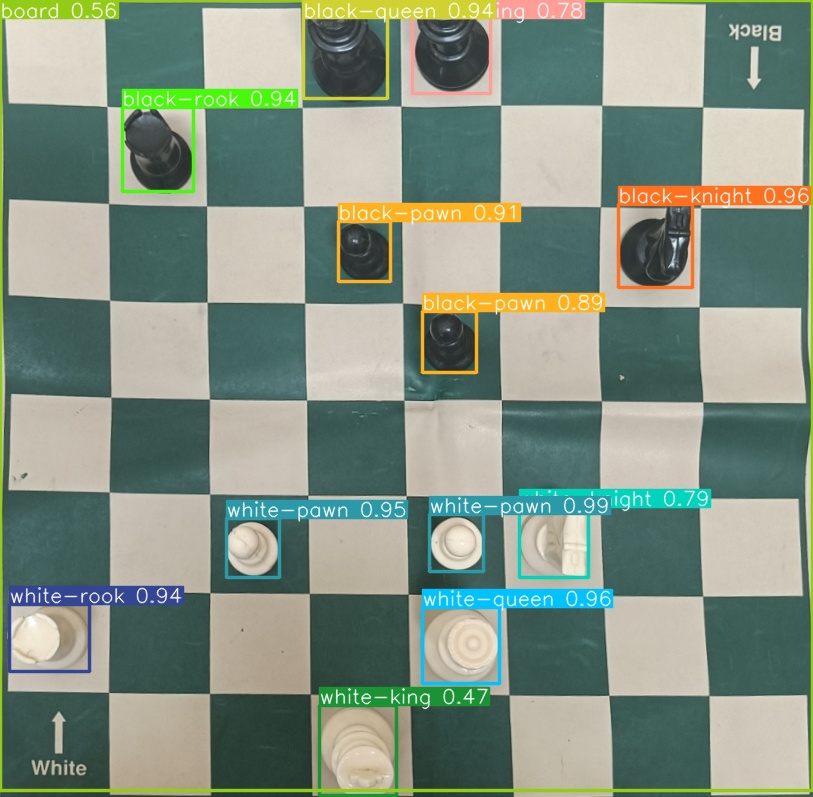 board 0.56
black-queen 0.94
ing 0.78
Black
black-rook 0.94
black-knight 0.96
black-pawn 0.91
black-pawn 0.89
white-knight 0.79
white-pawn 0.95
white-pawn 0.99
white-rook 0.94
white-queen 0.96
white-king 0.47
White